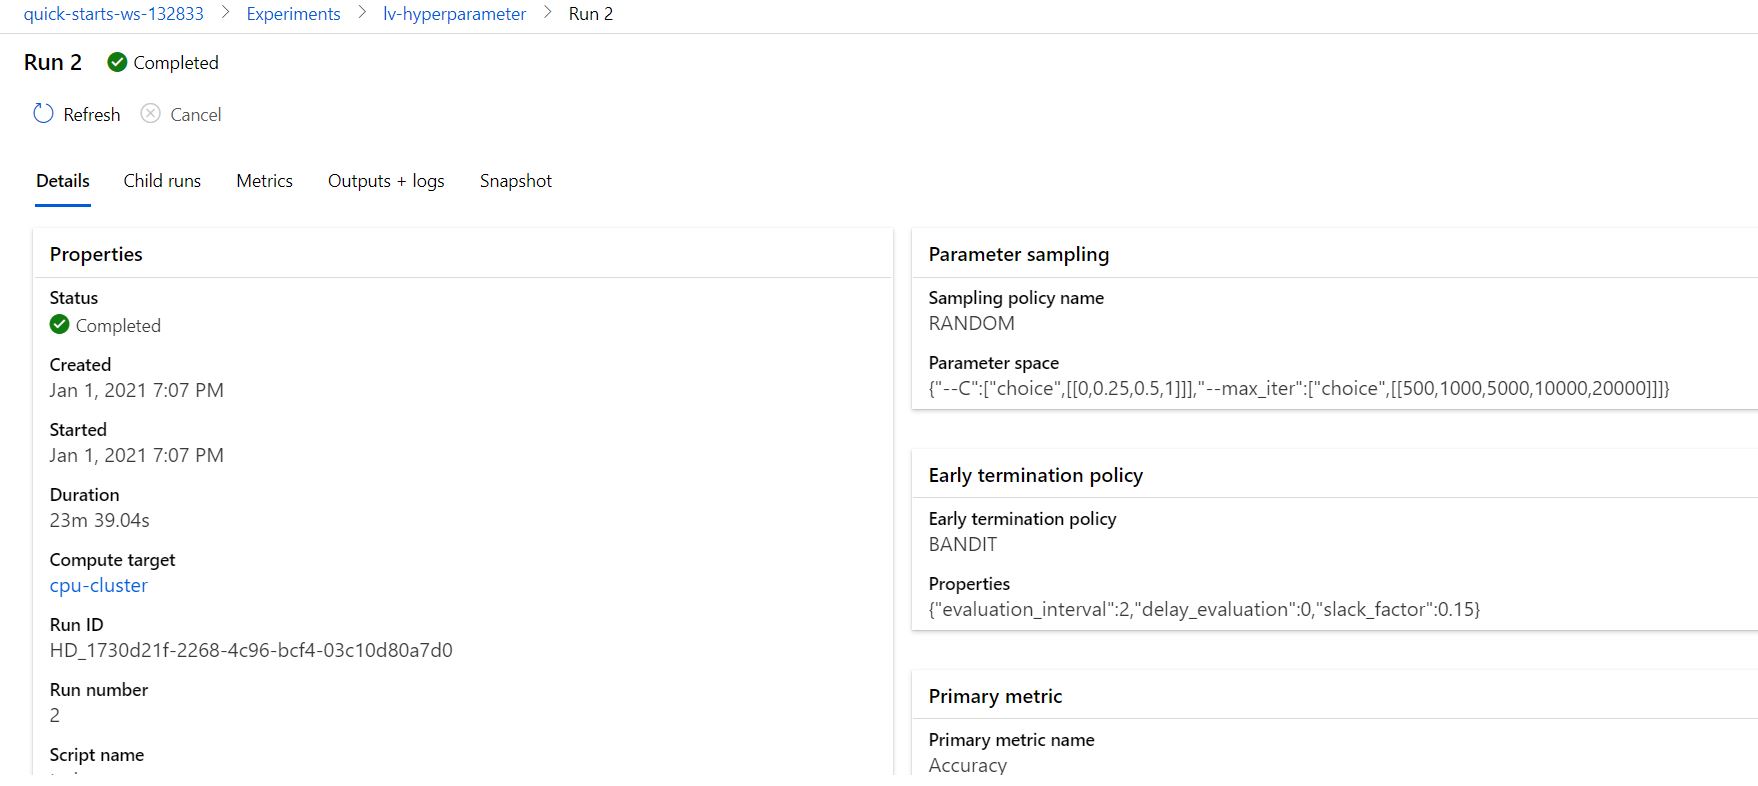 quick-starts-ws-132833 > Experiments > lv-hyperparameter > Run 2
Run 2 Completed
Refresh Cancel
Details Child runs Metrics Outputs + logs Snapshot
Properties
Status
Completed
Created
Jan 1, 2021 7:07 PM
Started
Jan 1, 2021 7:07 PM
Duration
23m 39.04s
Compute target
cpu-cluster
Run ID
HD_1730d21f-2268-4c96-bcf4-03c10d80a7d0
Run number
2
Script name
Parameter sampling
Sampling policy name
RANDOM
Parameter space
{"--C":["choice",[[0,0.25,0.5,1]]],"--max_iter":["choice",[[500,1000,5000,10000,20000]]]}
Early termination policy
Early termination policy
BANDIT
Properties
{"evaluation_interval":2,"delay_evaluation":0,"slack_factor":0.15}
Primary metric
Primary metric name
Accuracy